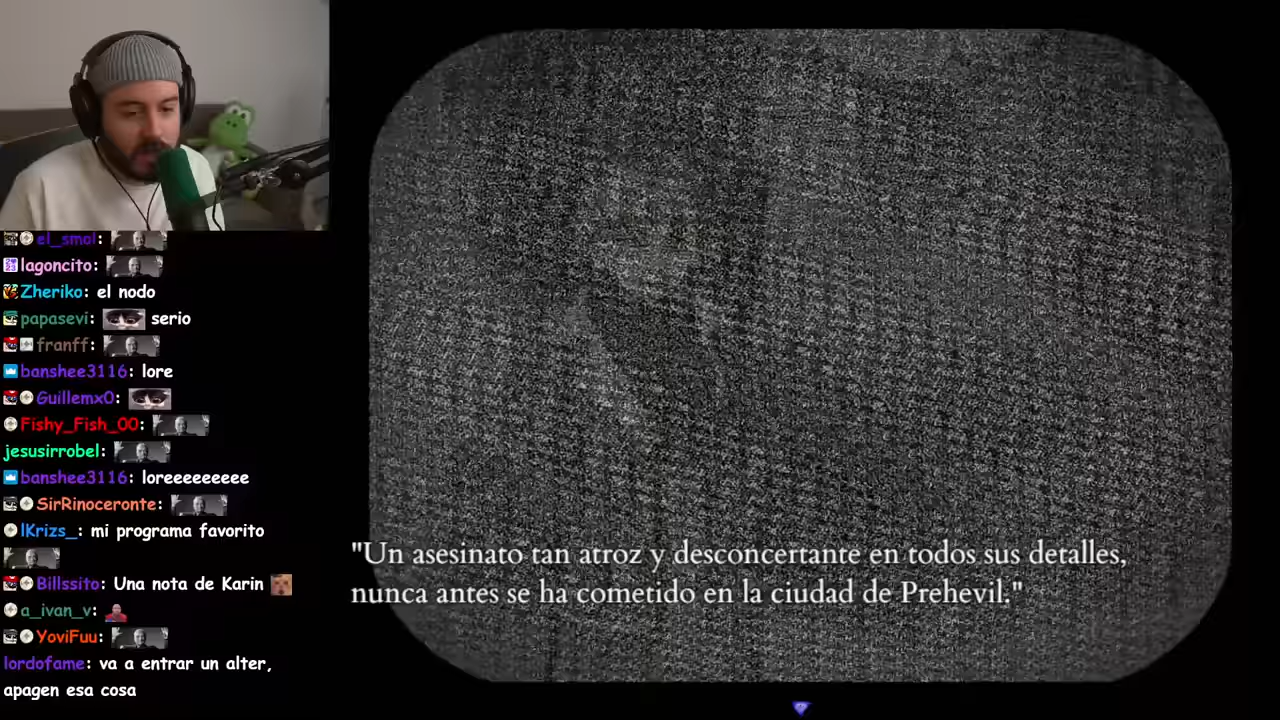 el_smol:
lagoncito:
Zheriko: el nodo
papasevi: serio
franff:
banshee3116: lore
Guillemx0:
Fishy_Fish_00:
jesusirrobel:
banshee3116: loreeeeeeeee
SirRinoceronte:
lKrizs_: mi programa favorito
Billssito: Una nota de Karin
a_ivan_v:
YoviFuu:
lordofame: va a entrar un alter,
apagen esa cosa
"Un asesinato tan atroz y desconcertante en todos sus detalles,
nunca antes se ha cometido en la ciudad de Prehevil."